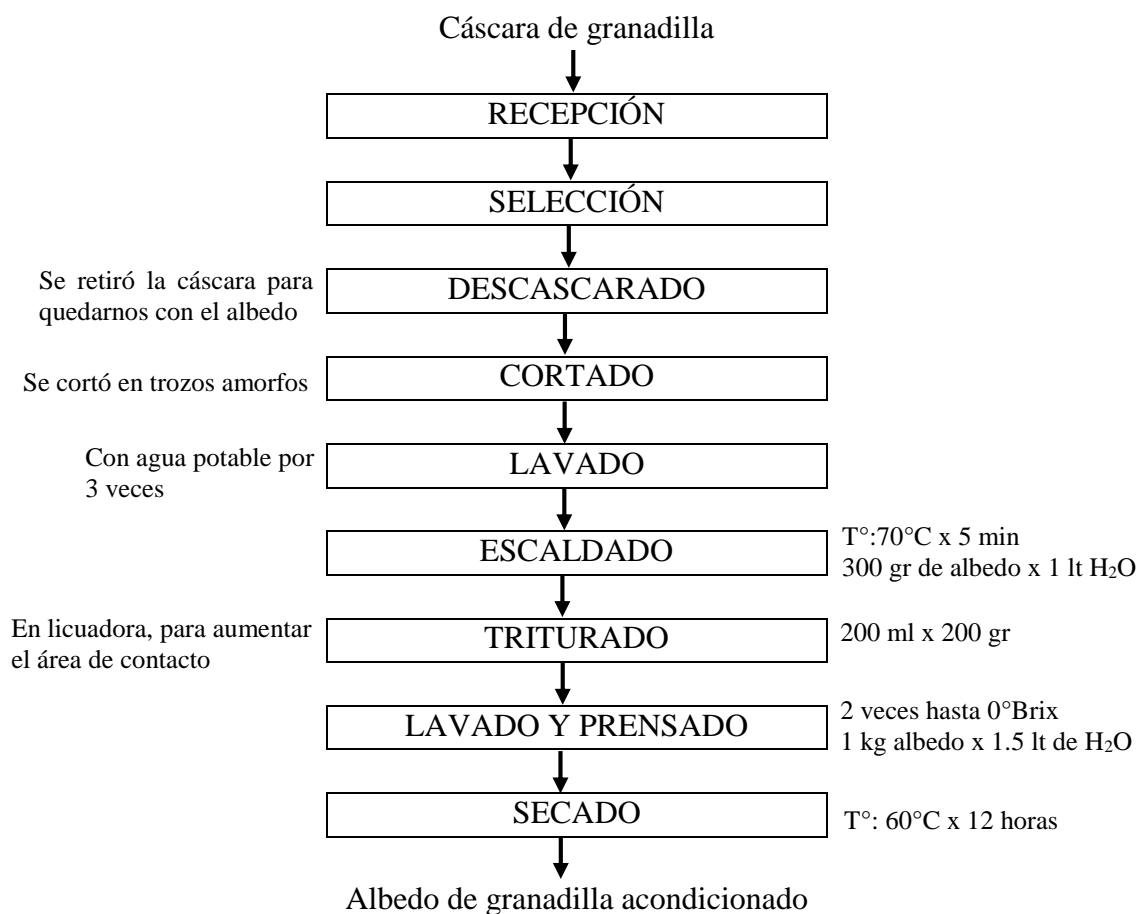 Cáscara de granadilla
RECEPCIÓN
SELECCIÓN
Se retiró la cáscara para
quedarnos con el albedo
DESCASCARADO
Se cortó en trozos amorfos
CORTADO
Con agua potable por
3 veces
LAVADO
ESCALDADO
T°:70°C x 5 min
300 gr de albedo x 1 lt H₂O
En licuadora, para aumentar
el área de contacto
TRITURADO
200 ml x 200 gr
LAVADO Y PRENSADO
2 veces hasta 0°Brix
1 kg albedo x 1.5 lt de H₂O
SECADO
T°: 60°C x 12 horas
Albedo de granadilla acondicionado